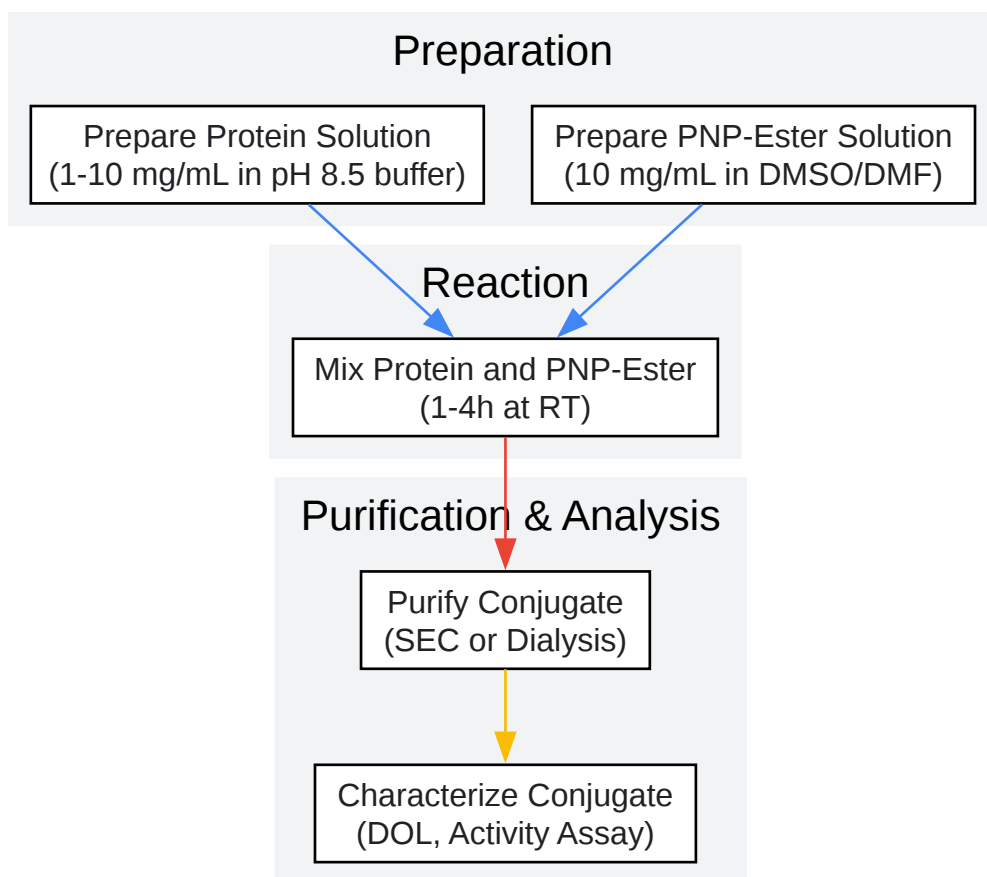 Preparation
Prepare Protein Solution
(1-10 mg/mL in pH 8.5 buffer)
Prepare PNP-Ester Solution
(10 mg/mL in DMSO/DMF)
Reaction
Mix Protein and PNP-Ester
(1-4h at RT)
Purification & Analysis
Purify Conjugate
(SEC or Dialysis)
Characterize Conjugate
(DOL, Activity Assay)